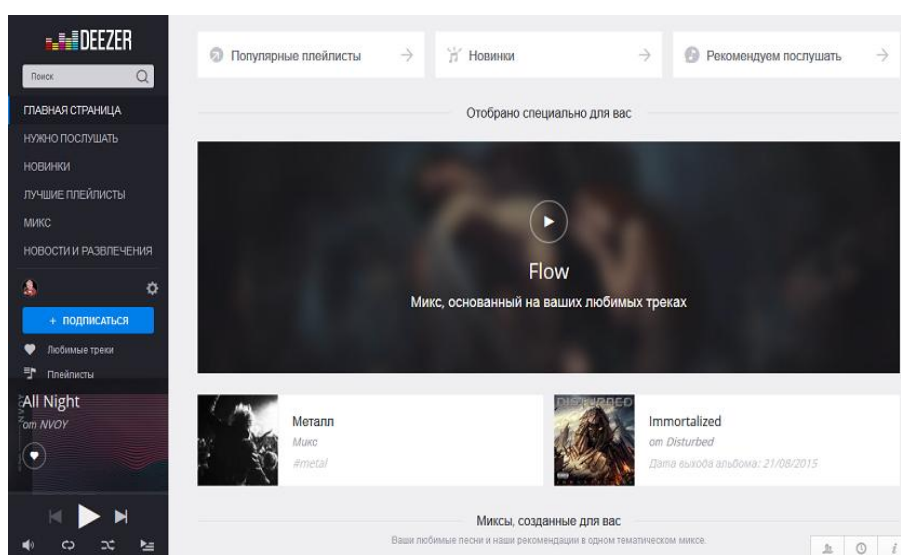 DEEZER
Поиск
ГЛАВНАЯ СТРАНИЦА
НУЖНО ПОСЛУШАТЬ
НОВИНКИ
ЛУЧШИЕ ПЛЕЙЛИСТЫ
МИКС
НОВОСТИ И РАЗВЛЕЧЕНИЯ
+ ПОДПИСАТЬСЯ
Любимые треки
Плейлисты
All Night
от NVOY
NVOY
Популярные плейлисты
Новинки
Рекомендуем послушать
Отобрано специально для вас
Flow
Микс, основанный на ваших любимых треках
Металл
Микс
#metal
DISTURBED
Immortalized
от Disturbed
Дата выхода альбома: 21/08/2015
Миксы, созданные для вас
Ваши любимые песни и наши рекомендации в одном тематическом миксе.